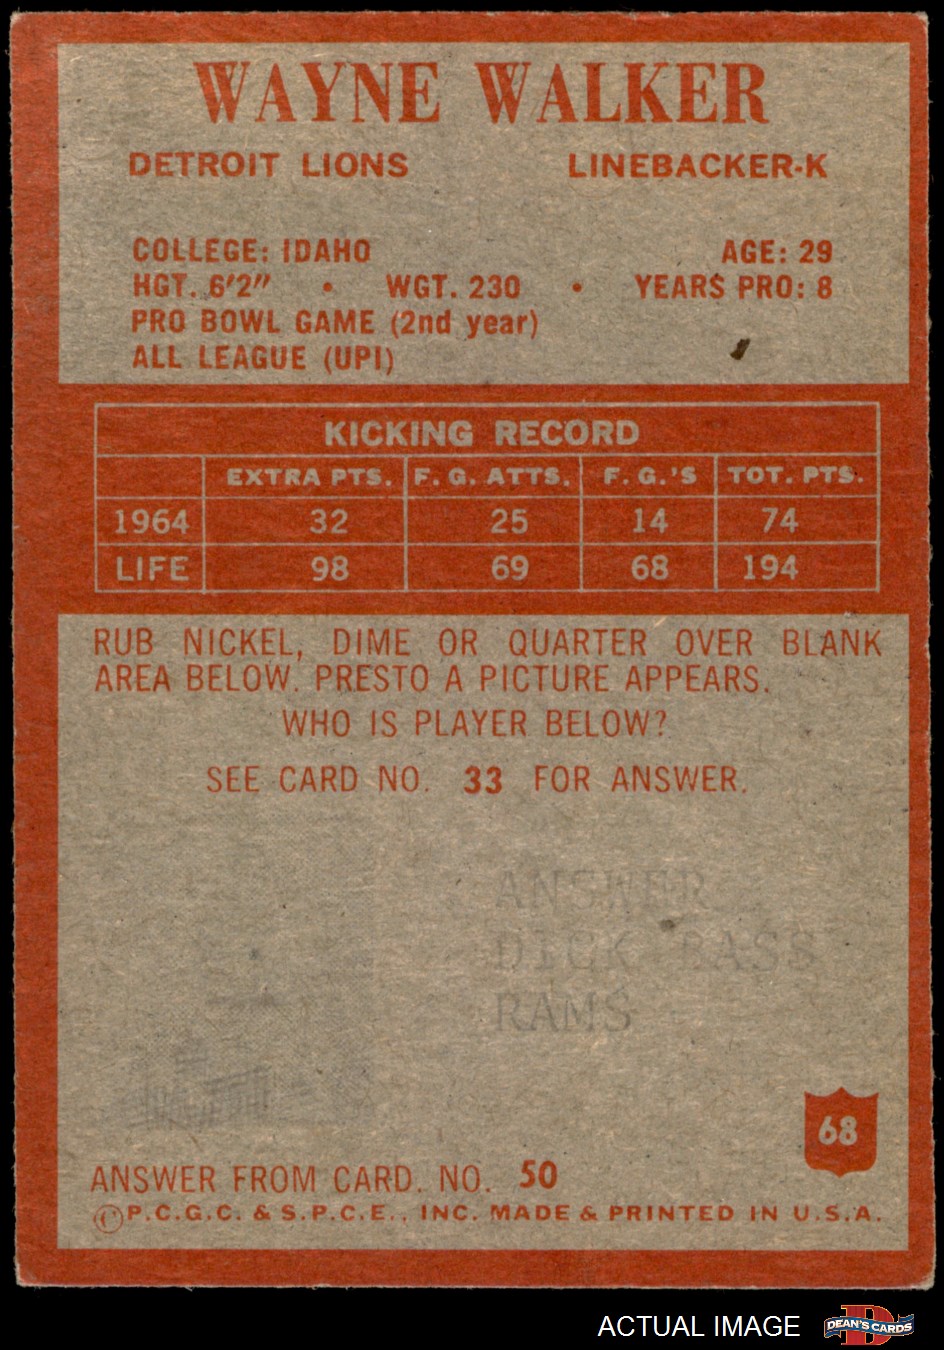 WAYNE WALKER
DETROIT LIONS LINEBACKER-K
COLLEGE: IDAHO AGE: 29
HGT. 6'2" • WGT. 230 • YEARS PRO: 8
PRO BOWL GAME (2nd year)
ALL LEAGUE (UPI)
KICKING RECORD
EXTRA PTS. F. G. ATTS. F. G.'S TOT. PTS.
1964 32 25 14 74
LIFE 98 69 68 194
RUB NICKEL, DIME OR QUARTER OVER BLANK
AREA BELOW. PRESTO A PICTURE APPEARS.
WHO IS PLAYER BELOW?
SEE CARD NO. 33 FOR ANSWER.
ANSWER
DICK BASS
RAMS
68
ANSWER FROM CARD. NO. 50
© P.C.G.C. & S.P.C.E., INC. MADE & PRINTED IN U.S.A.
ACTUAL IMAGE DEAN'S CARDS